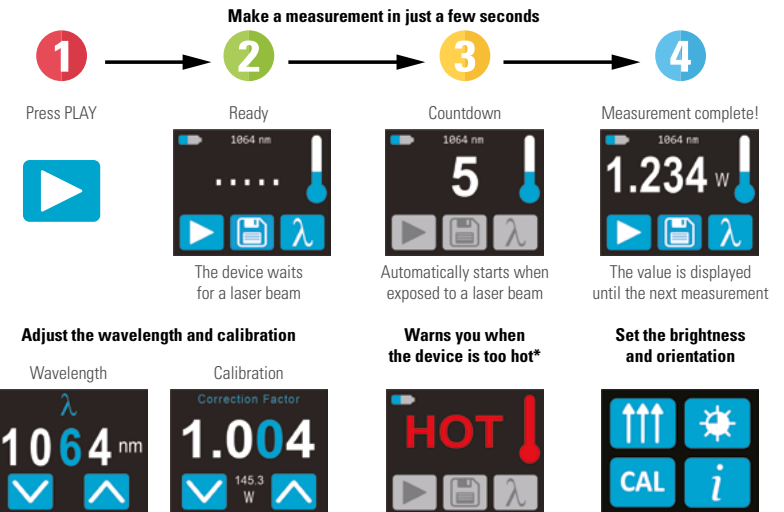 Make a measurement in just a few seconds
1
2
3
4
Press PLAY
Ready
Countdown
Measurement complete!
1064 nm
.....
λ
1064 nm
5
λ
1064 nm
1.234 W
λ
The device waits
for a laser beam
Automatically starts when
exposed to a laser beam
The value is displayed
until the next measurement
Adjust the wavelength and calibration
Warns you when
the device is too hot*
Set the brightness
and orientation
Wavelength
Calibration
λ
1064 nm
Correction Factor
1.004
145.3
W
HOT
λ
CAL
i